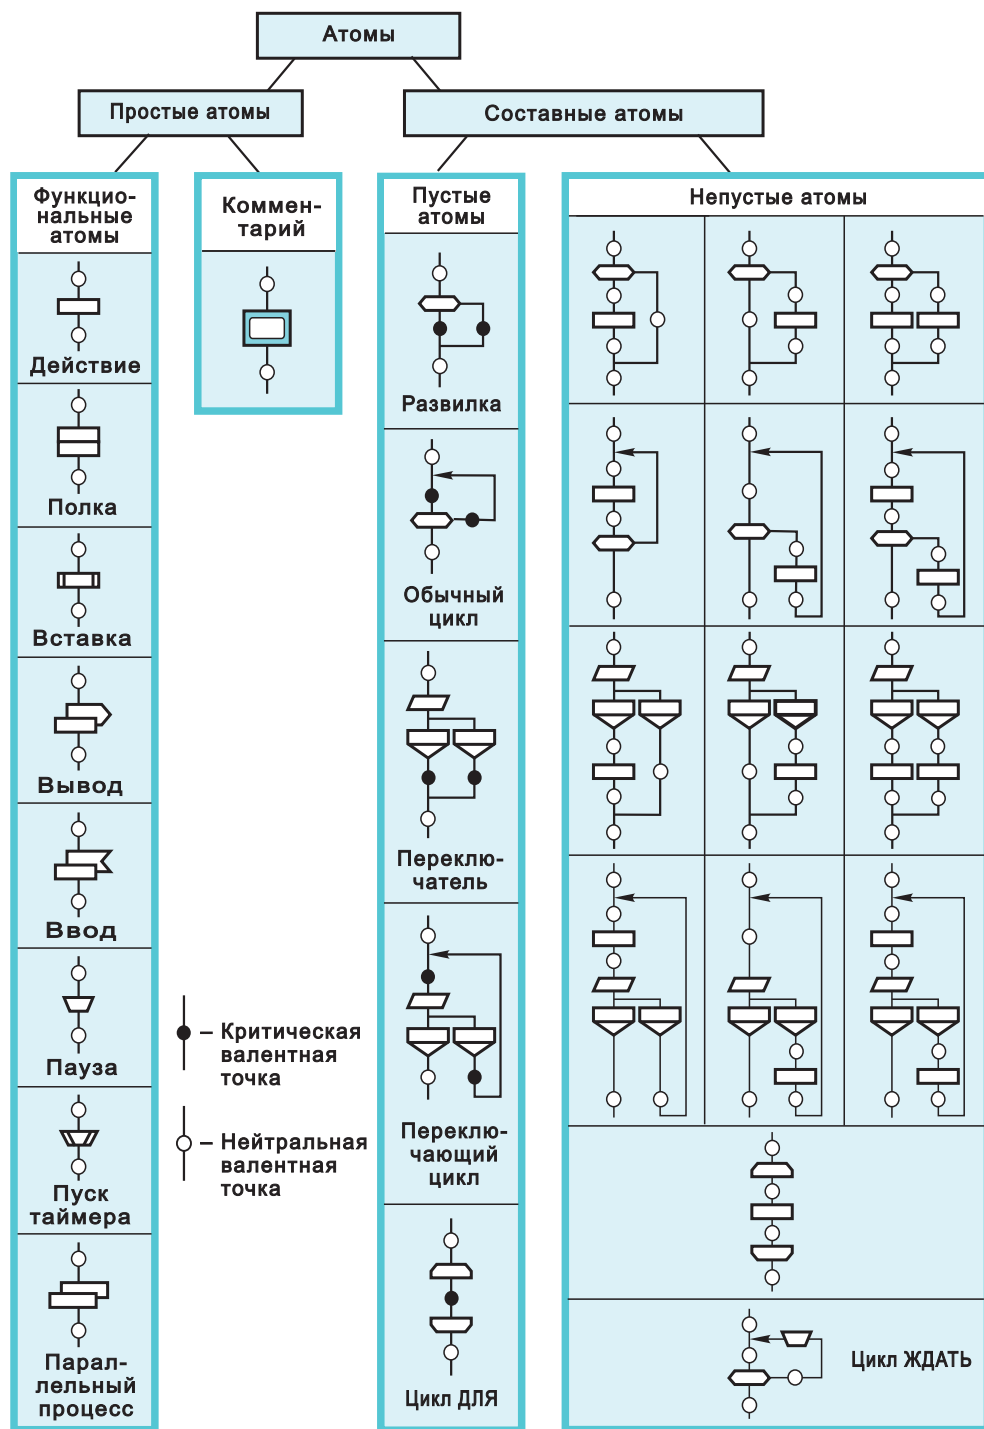 Атомы
Простые атомы
Составные атомы
Функцио-
нальные
атомы
Действие
Полка
Вставка
Вывод
Ввод
Пауза
Пуск
таймера
Парал-
лельный
процесс
Коммен-
тарий
– Критическая
валентная
точка
– Нейтральная
валентная
точка
Пустые
атомы
Развилка
Обычный
цикл
Переклю-
чатель
Переклю-
чающий
цикл
Цикл ДЛЯ
Непустые атомы
Цикл ЖДАТЬ